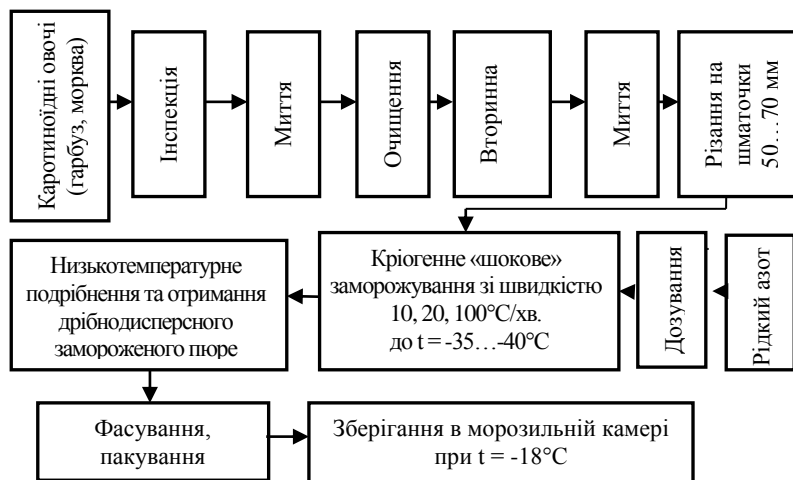 Каротиноїдні овочі
(гарбуз, морква)
Інспекція
Миття
Очищення
Вторинна
Миття
Різання на
шматочки
50…70 мм
Низькотемпературне
подрібнення та отримання
дрібнодисперсного
замороженого пюре
Кріогенне «шокове»
заморожування зі швидкістю
10, 20, 100°С/хв.
до t = -35…-40°С
Дозування
Рідкий азот
Фасування,
пакування
Зберігання в морозильній камері
при t = -18°С